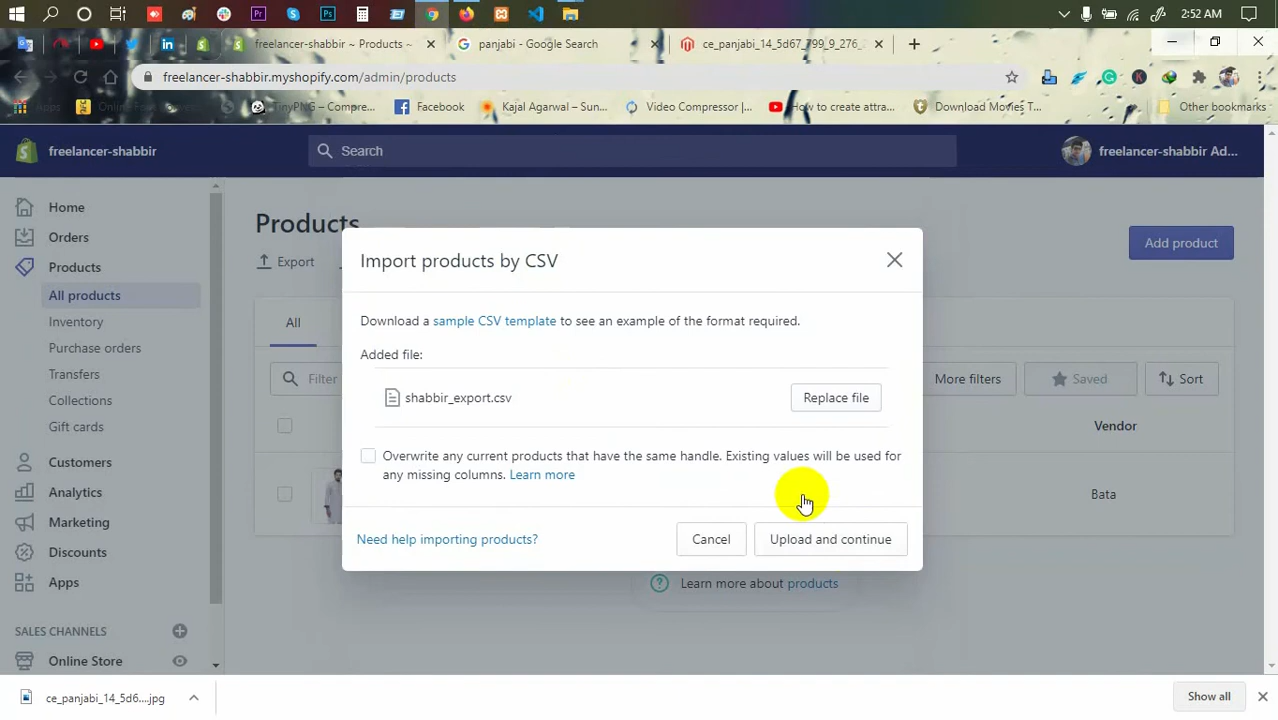 2:52 AM
freelancer-shabbir ~ Products ~
panjabi - Google Search
ce_panjabi_14_5d67_799_9_276_
freelancer-shabbir.myshopify.com/admin/products
Apps
TinyPNG – Compre...
Facebook
Kajal Agarwal – Sun...
Video Compressor |...
How to create attra...
Download Movies T...
Other bookmarks
freelancer-shabbir
Search
freelancer-shabbir Ad...
Home
Orders
Products
All products
Inventory
Purchase orders
Transfers
Collections
Gift cards
Customers
Analytics
Marketing
Discounts
Apps
SALES CHANNELS
Online Store
Products
Export
Add product
All
Filter
More filters
Saved
Sort
Vendor
Bata
Import products by CSV
Download a sample CSV template to see an example of the format required.
Added file:
shabbir_export.csv
Replace file
Overwrite any current products that have the same handle. Existing values will be used for
any missing columns. Learn more
Need help importing products?
Cancel
Upload and continue
Learn more about products
ce_panjabi_14_5d6....jpg
Show all